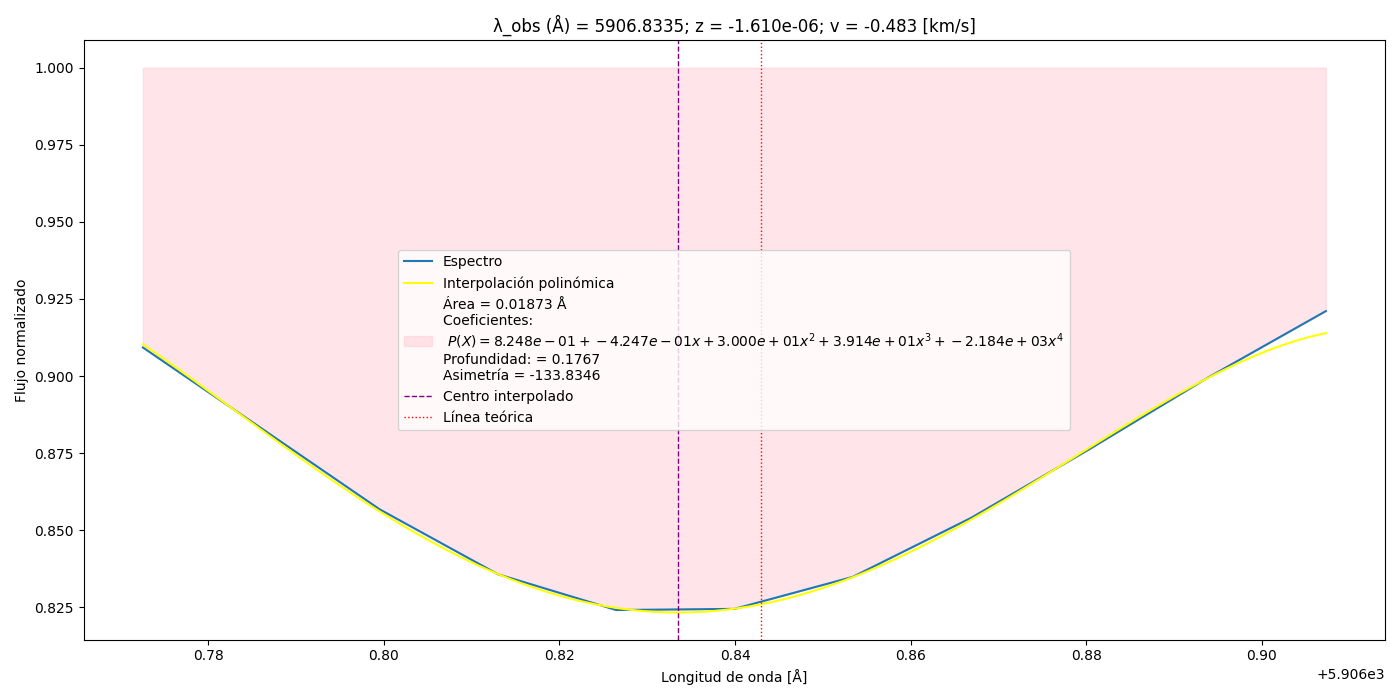 λ_obs (Å) = 5906.8335; z = -1.610e-06; v = -0.483 [km/s]
1.000
0.975
0.950
0.925
0.900
0.875
0.850
0.825
Flujo normalizado
Espectro
Interpolación polinómica
Área = 0.01873 Å
Coeficientes:
P(X) = 8.248e − 01 + −4.247e − 01x + 3.000e + 01x² + 3.914e + 01x³ + −2.184e + 03x⁴
Profundidad: = 0.1767
Asimetría = -133.8346
Centro interpolado
Línea teórica
0.78 0.80 0.82 0.84 0.86 0.88 0.90
Longitud de onda [Å]
+5.906e3